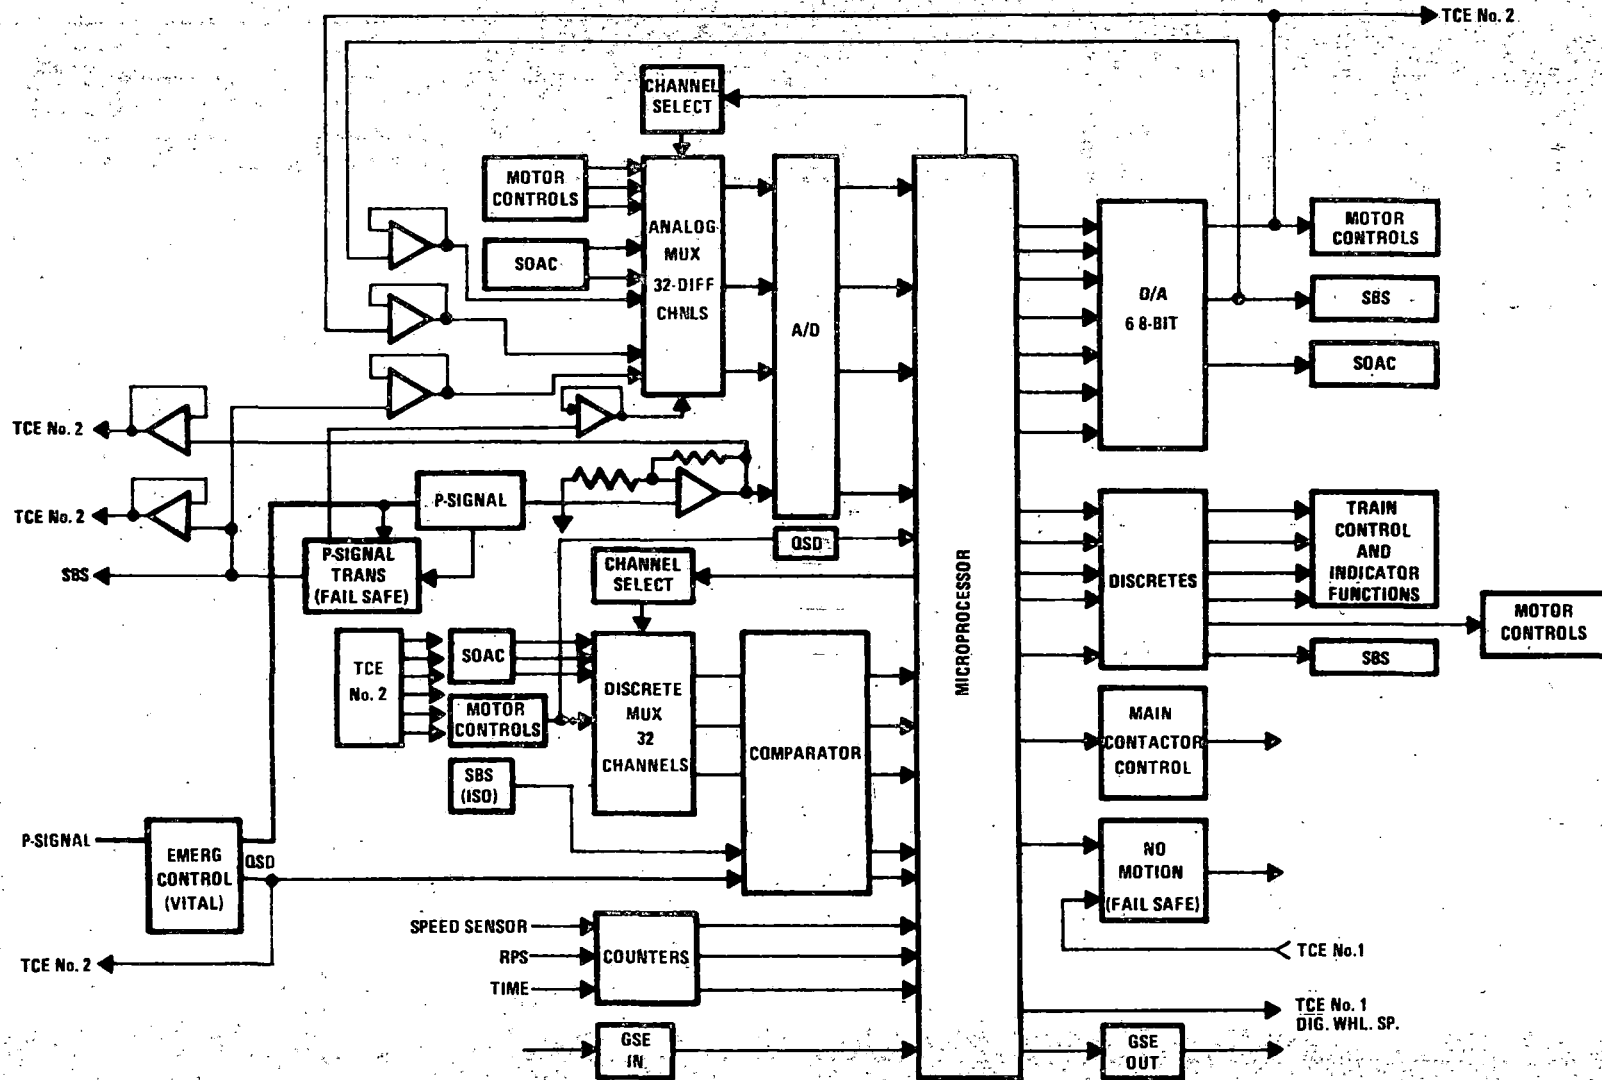 TCE No. 2
CHANNEL
SELECT
MOTOR
CONTROLS
SOAC
ANALOG
MUX
32-DIFF
CHNLS
A/D
MICROPROCESSOR
D/A
6 8-BIT
MOTOR
CONTROLS
SBS
SOAC
TCE No. 2
TCE No. 2
SBS
P-SIGNAL
P-SIGNAL
TRANS
(FAIL SAFE)
QSD
CHANNEL
SELECT
TCE
No. 2
SOAC
MOTOR
CONTROLS
SBS
(ISO)
DISCRETE
MUX
32
CHANNELS
COMPARATOR
DISCRETES
TRAIN
CONTROL
AND
INDICATOR
FUNCTIONS
MOTOR
CONTROLS
SBS
MAIN
CONTACTOR
CONTROL
P-SIGNAL
EMERG
CONTROL
(VITAL)
QSD
TCE No. 2
NO
MOTION
(FAIL SAFE)
TCE No.1
SPEED SENSOR
RPS
TIME
COUNTERS
TCE No. 1
DIG. WHL. SP.
GSE
IN
GSE
OUT